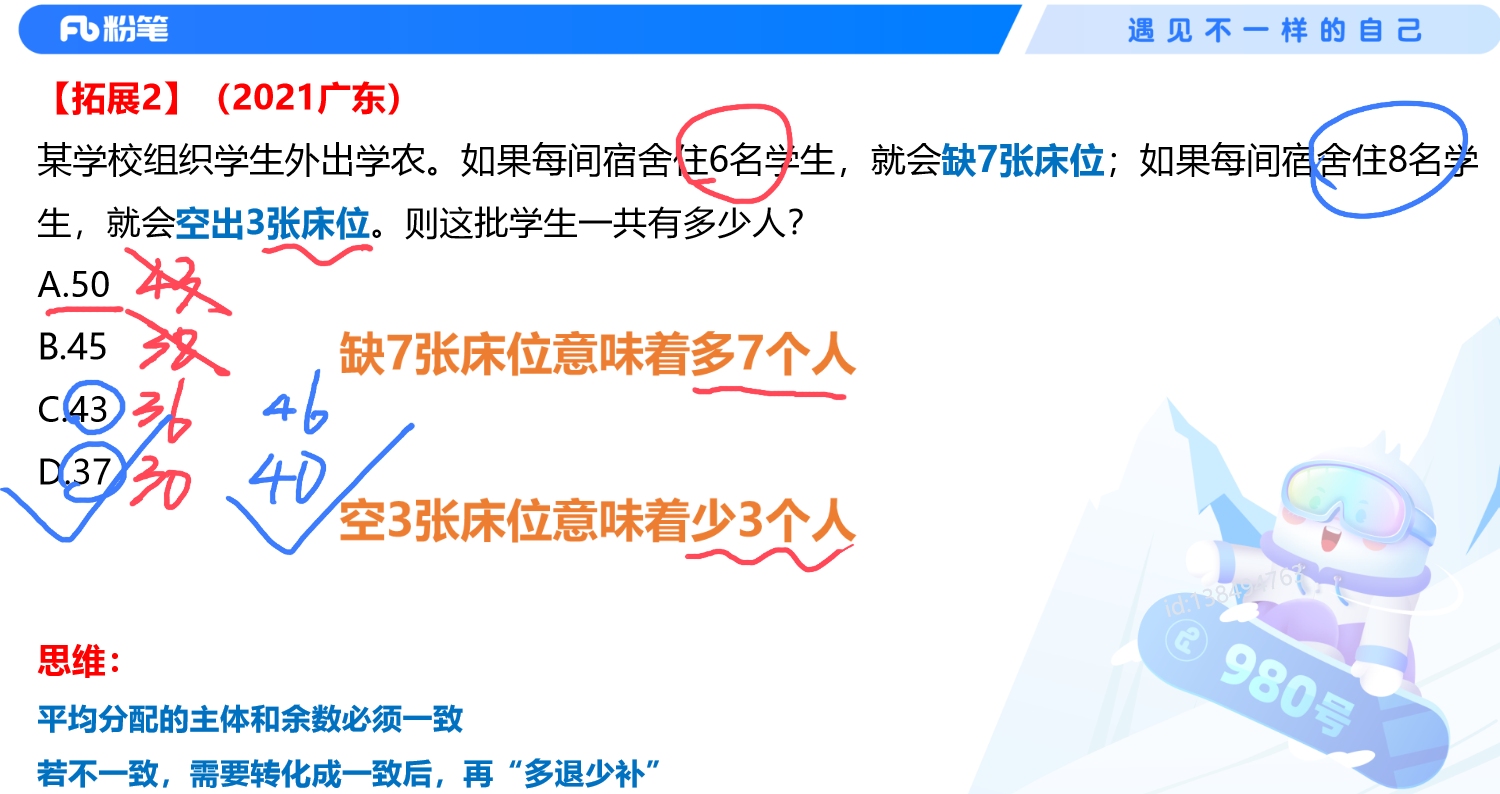 粉笔
遇见不一样的自己
【拓展2】（2021广东）
某学校组织学生外出学农。如果每间宿舍住6名学生，就会缺7张床位；如果每间宿舍住8名学
生，就会空出3张床位。则这批学生一共有多少人？
A.50 43
B.45 38
缺7张床位意味着多7个人
C.43 36 46
D.37 30 40
空3张床位意味着少3个人
思维：
平均分配的主体和余数必须一致
若不一致，需要转化成一致后，再“多退少补”
980号